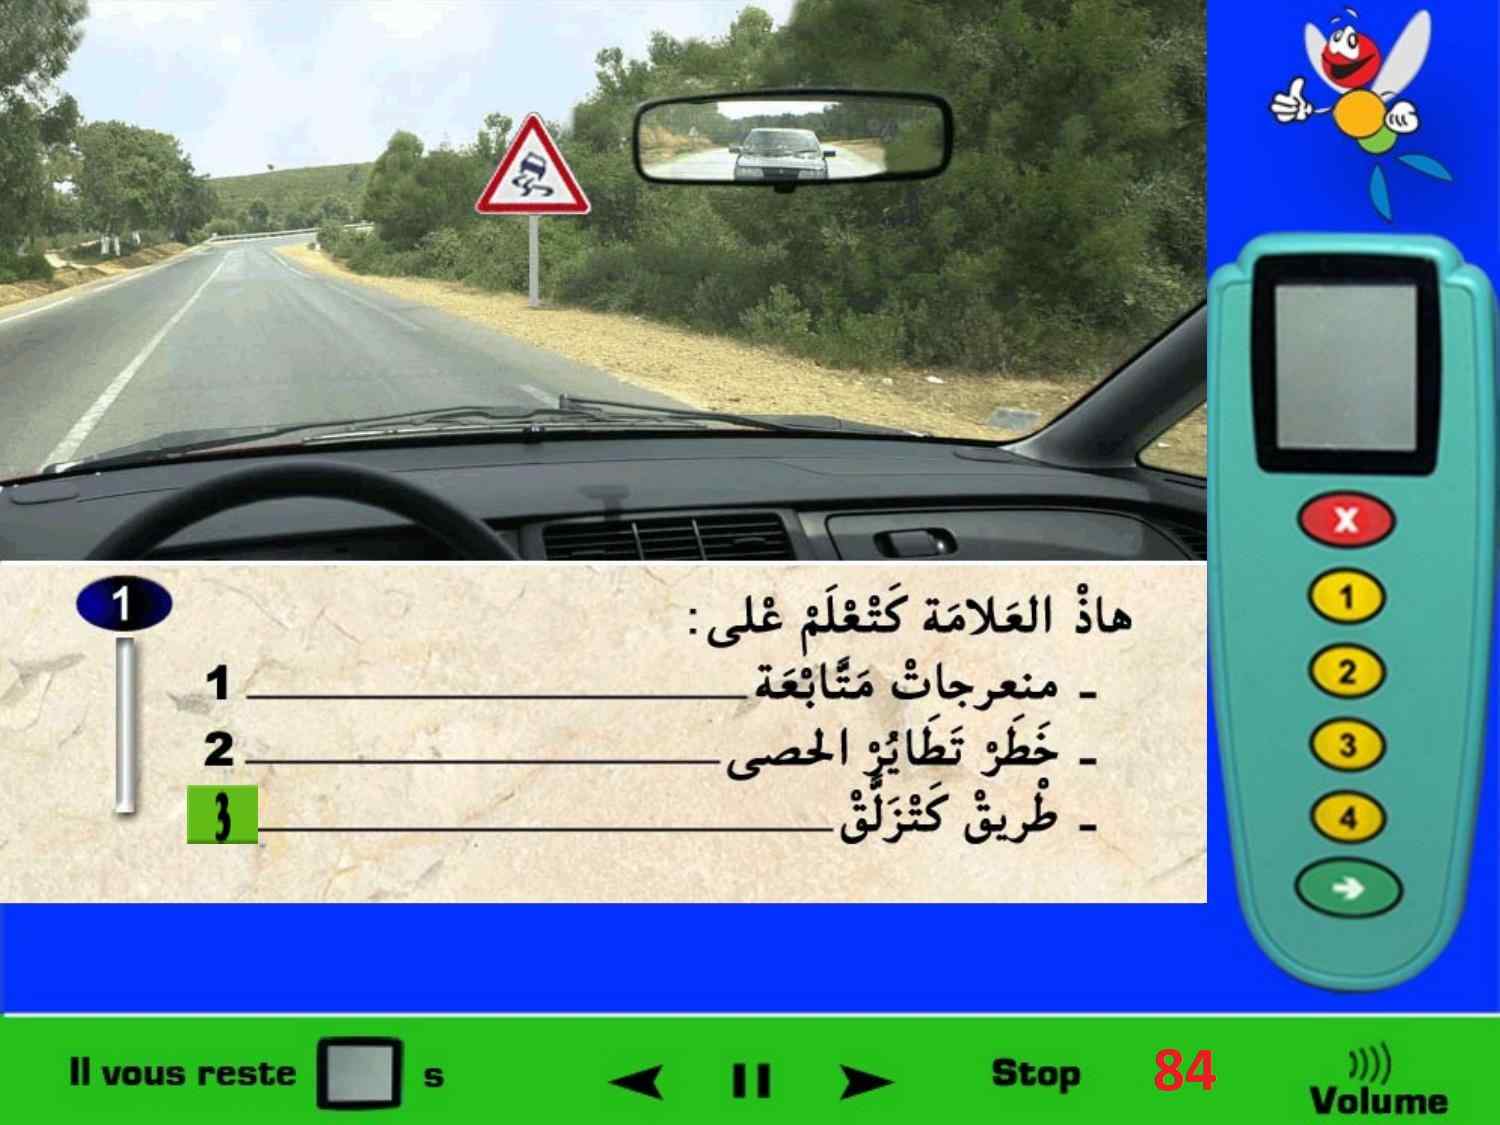 1
هاذْ العَلامَة كَتْعْلَمْ عْلى:
- منعرجاتْ مَتَّابْعَة 1
- خَطَرْ تَطَايُرْ الحصى 2
- طْريقْ كَتْزَلَّقْ 3
X
1
2
3
4
Il vous reste s
Stop
84
Volume